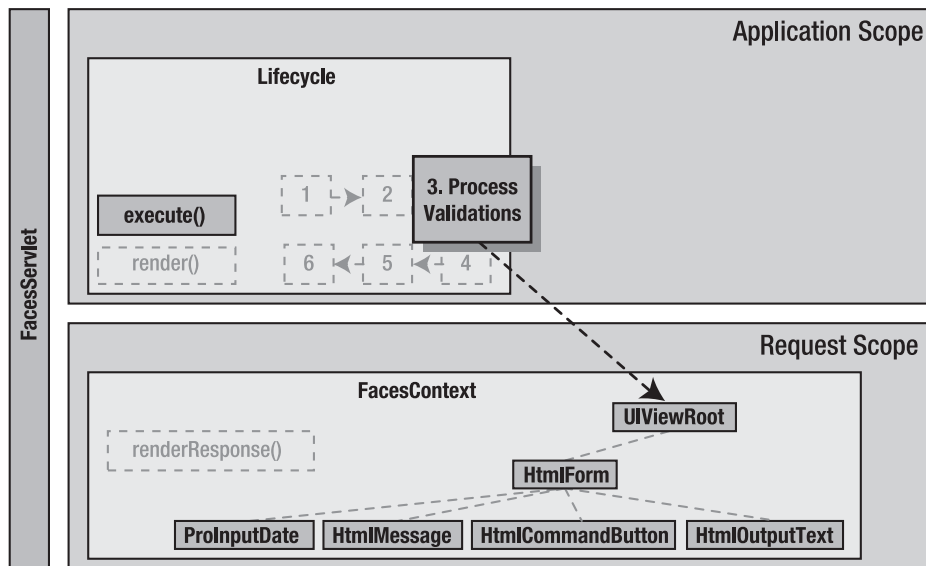 FacesServlet
Application Scope
Lifecycle
1
2
3. Process
Validations
execute()
render()
6
5
4
Request Scope
FacesContext
UIViewRoot
renderResponse()
HtmlForm
ProInputDate
HtmlMessage
HtmlCommandButton
HtmlOutputText